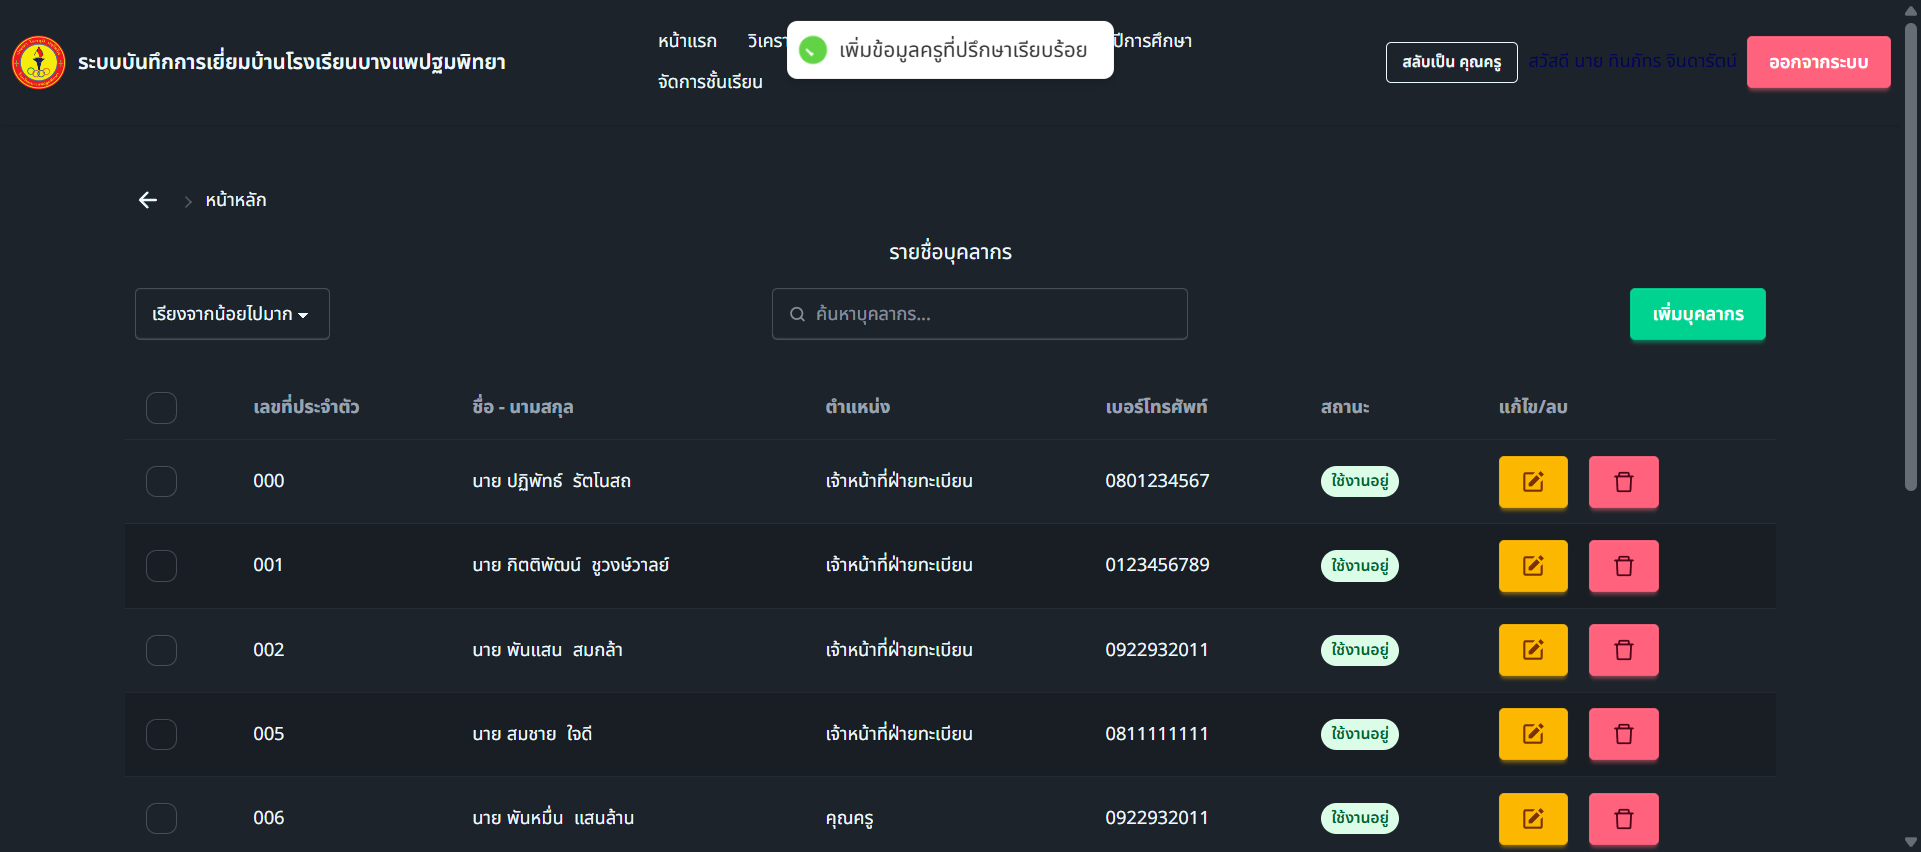 ระบบบันทึกการเยี่ยมบ้านโรงเรียนบางแพปฐมพิทยา
หน้าแรก วิเครา ปีการศึกษา
จัดการชั้นเรียน
เพิ่มข้อมูลครูที่ปรึกษาเรียบร้อย
สลับเป็น คุณครู สวัสดี นาย ทินภัทร จินดารัตน์ ออกจากระบบ
หน้าหลัก
รายชื่อบุคลากร
เรียงจากน้อยไปมาก ค้นหาบุคลากร... เพิ่มบุคลากร
เลขที่ประจำตัว ชื่อ - นามสกุล ตำแหน่ง เบอร์โทรศัพท์ สถานะ แก้ไข/ลบ
000 นาย ปฏิพัทธ์ รัตโนสถ เจ้าหน้าที่ฝ่ายทะเบียน 0801234567 ใช้งานอยู่
001 นาย กิตติพัฒน์ ชูวงษ์วาลย์ เจ้าหน้าที่ฝ่ายทะเบียน 0123456789 ใช้งานอยู่
002 นาย พันแสน สมกล้า เจ้าหน้าที่ฝ่ายทะเบียน 0922932011 ใช้งานอยู่
005 นาย สมชาย ใจดี เจ้าหน้าที่ฝ่ายทะเบียน 0811111111 ใช้งานอยู่
006 นาย พันหมื่น แสนล้าน คุณครู 0922932011 ใช้งานอยู่